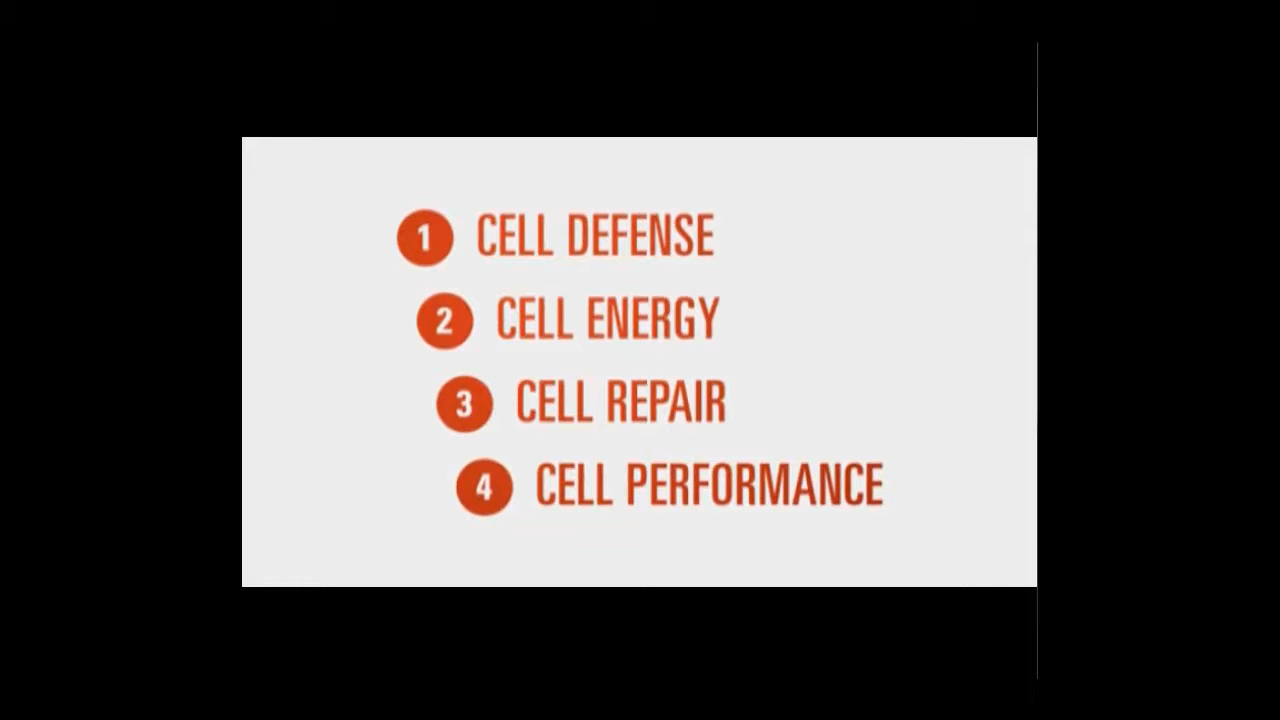 1 CELL DEFENSE
2 CELL ENERGY
3 CELL REPAIR
4 CELL PERFORMANCE